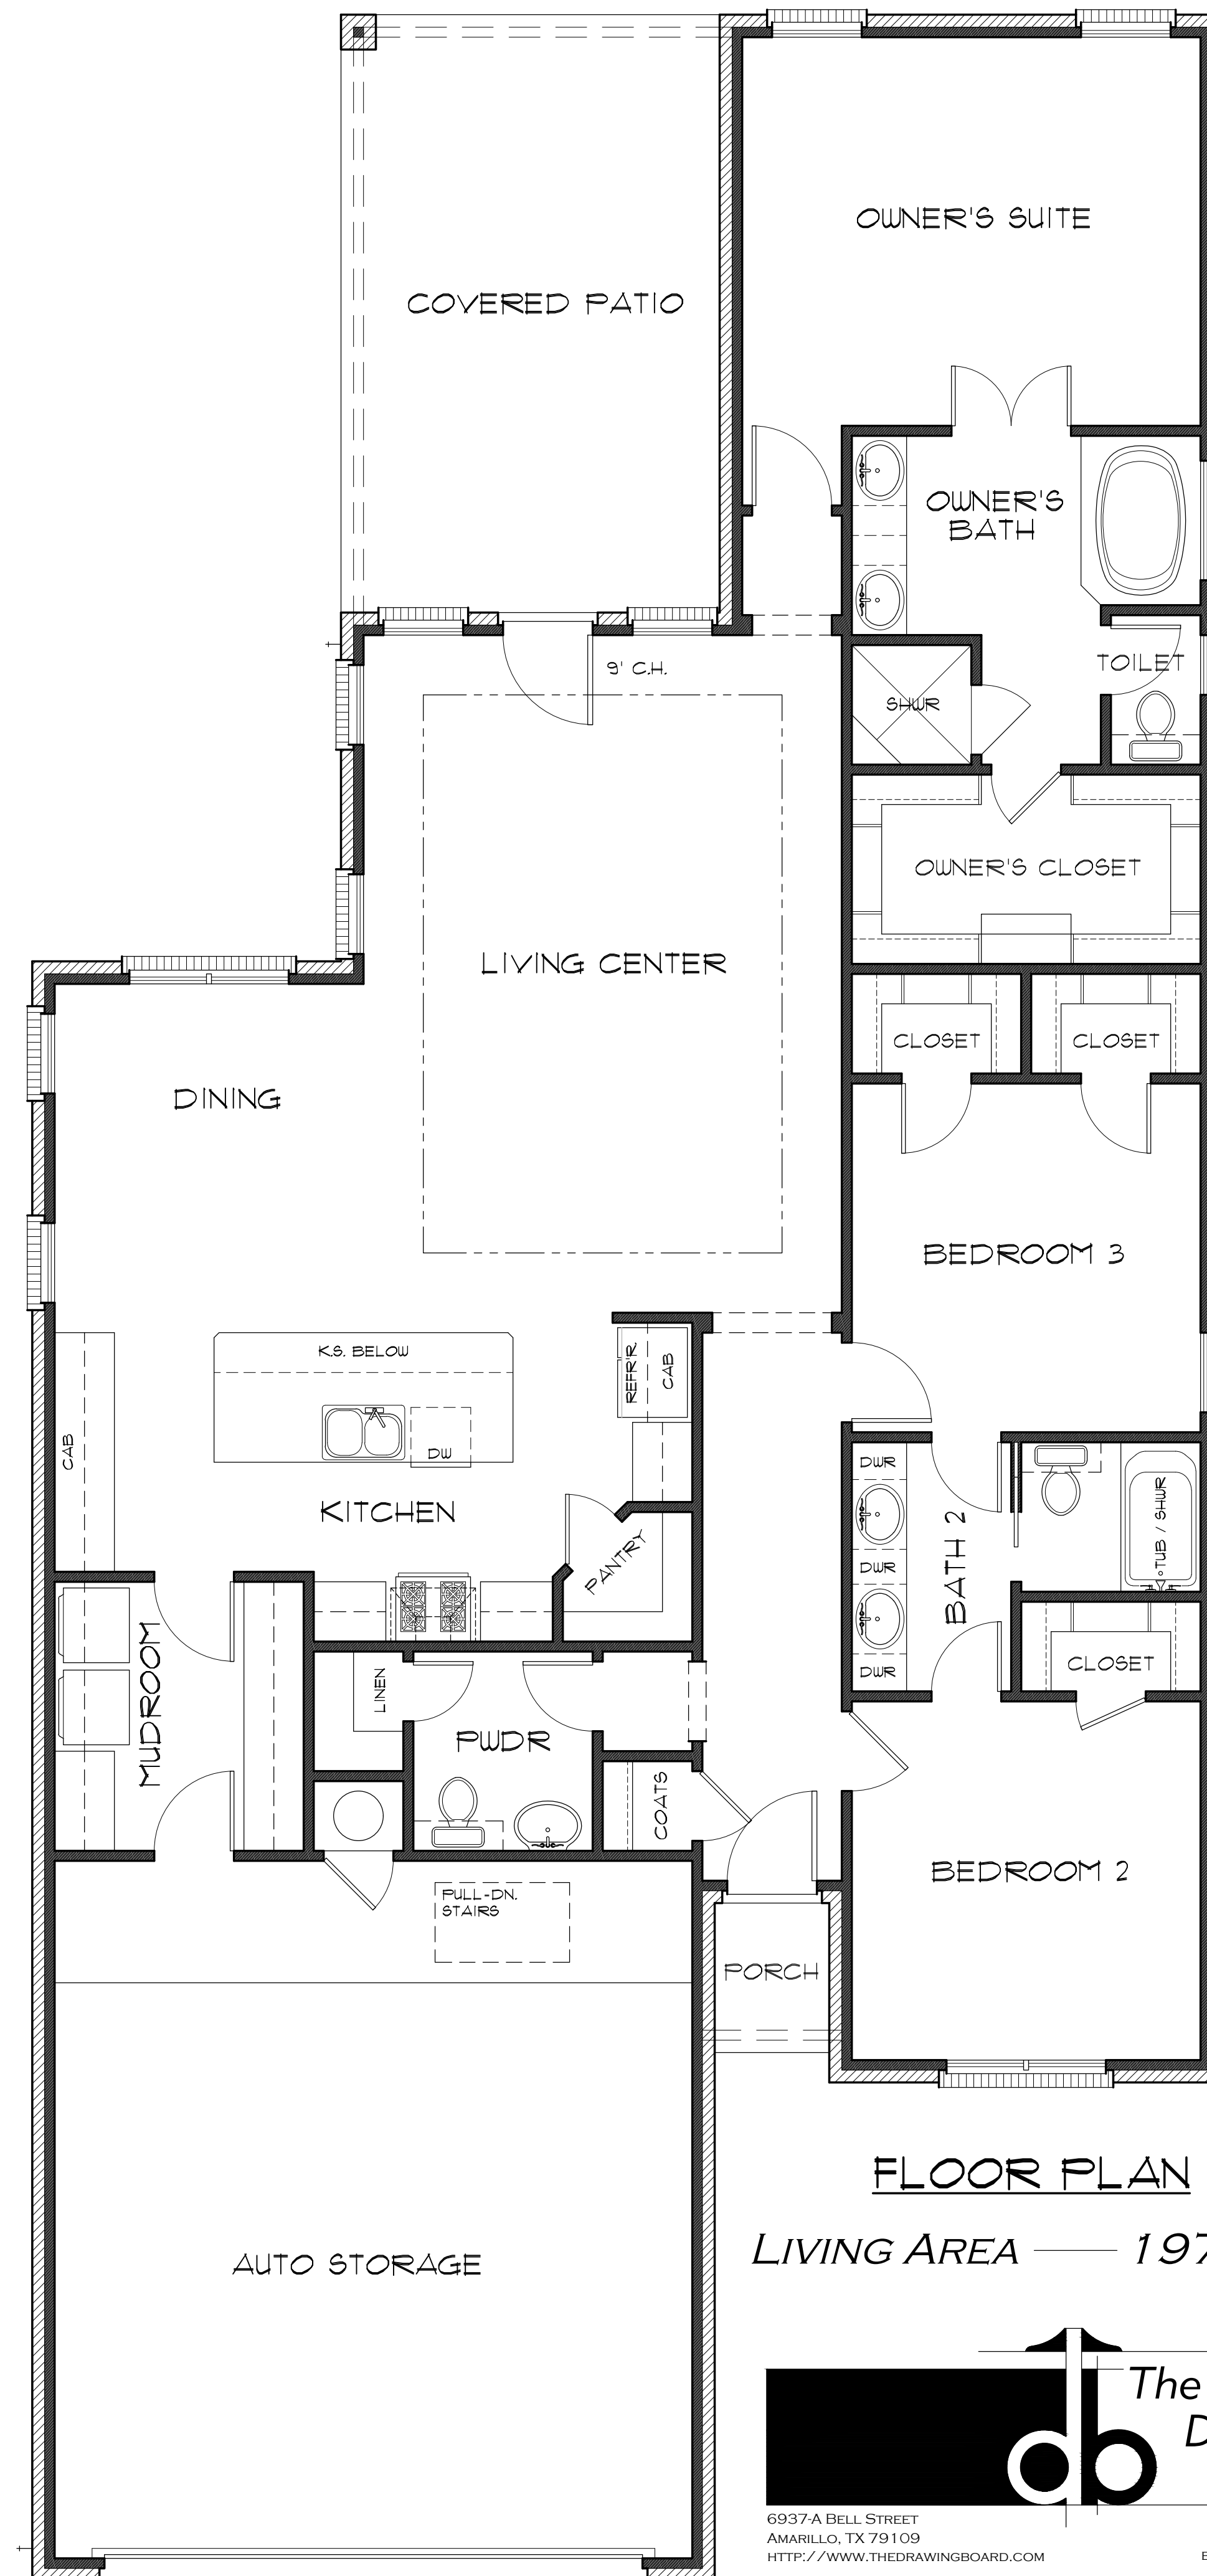 OWNER'S SUITE
COVERED PATIO
OWNER'S
BATH
TOILET
9' C.H.
SHWR
OWNER'S CLOSET
LIVING CENTER
CLOSET
CLOSET
DINING
BEDROOM 3
K.S. BELOW
REFR'R.
CAB
CAB
DW
DWR
KITCHEN
BATH 2
TUB / SHWR
PANTRY
DWR
MUDROOM
LINEN
CLOSET
DWR
PWDR
COATS
BEDROOM 2
PULL-DN.
STAIRS
PORCH
FLOOR PLAN
LIVING AREA — 197
AUTO STORAGE
The
D
db
6937-A BELL STREET
AMARILLO, TX 79109
HTTP://WWW.THEDRAWINGBOARD.COM